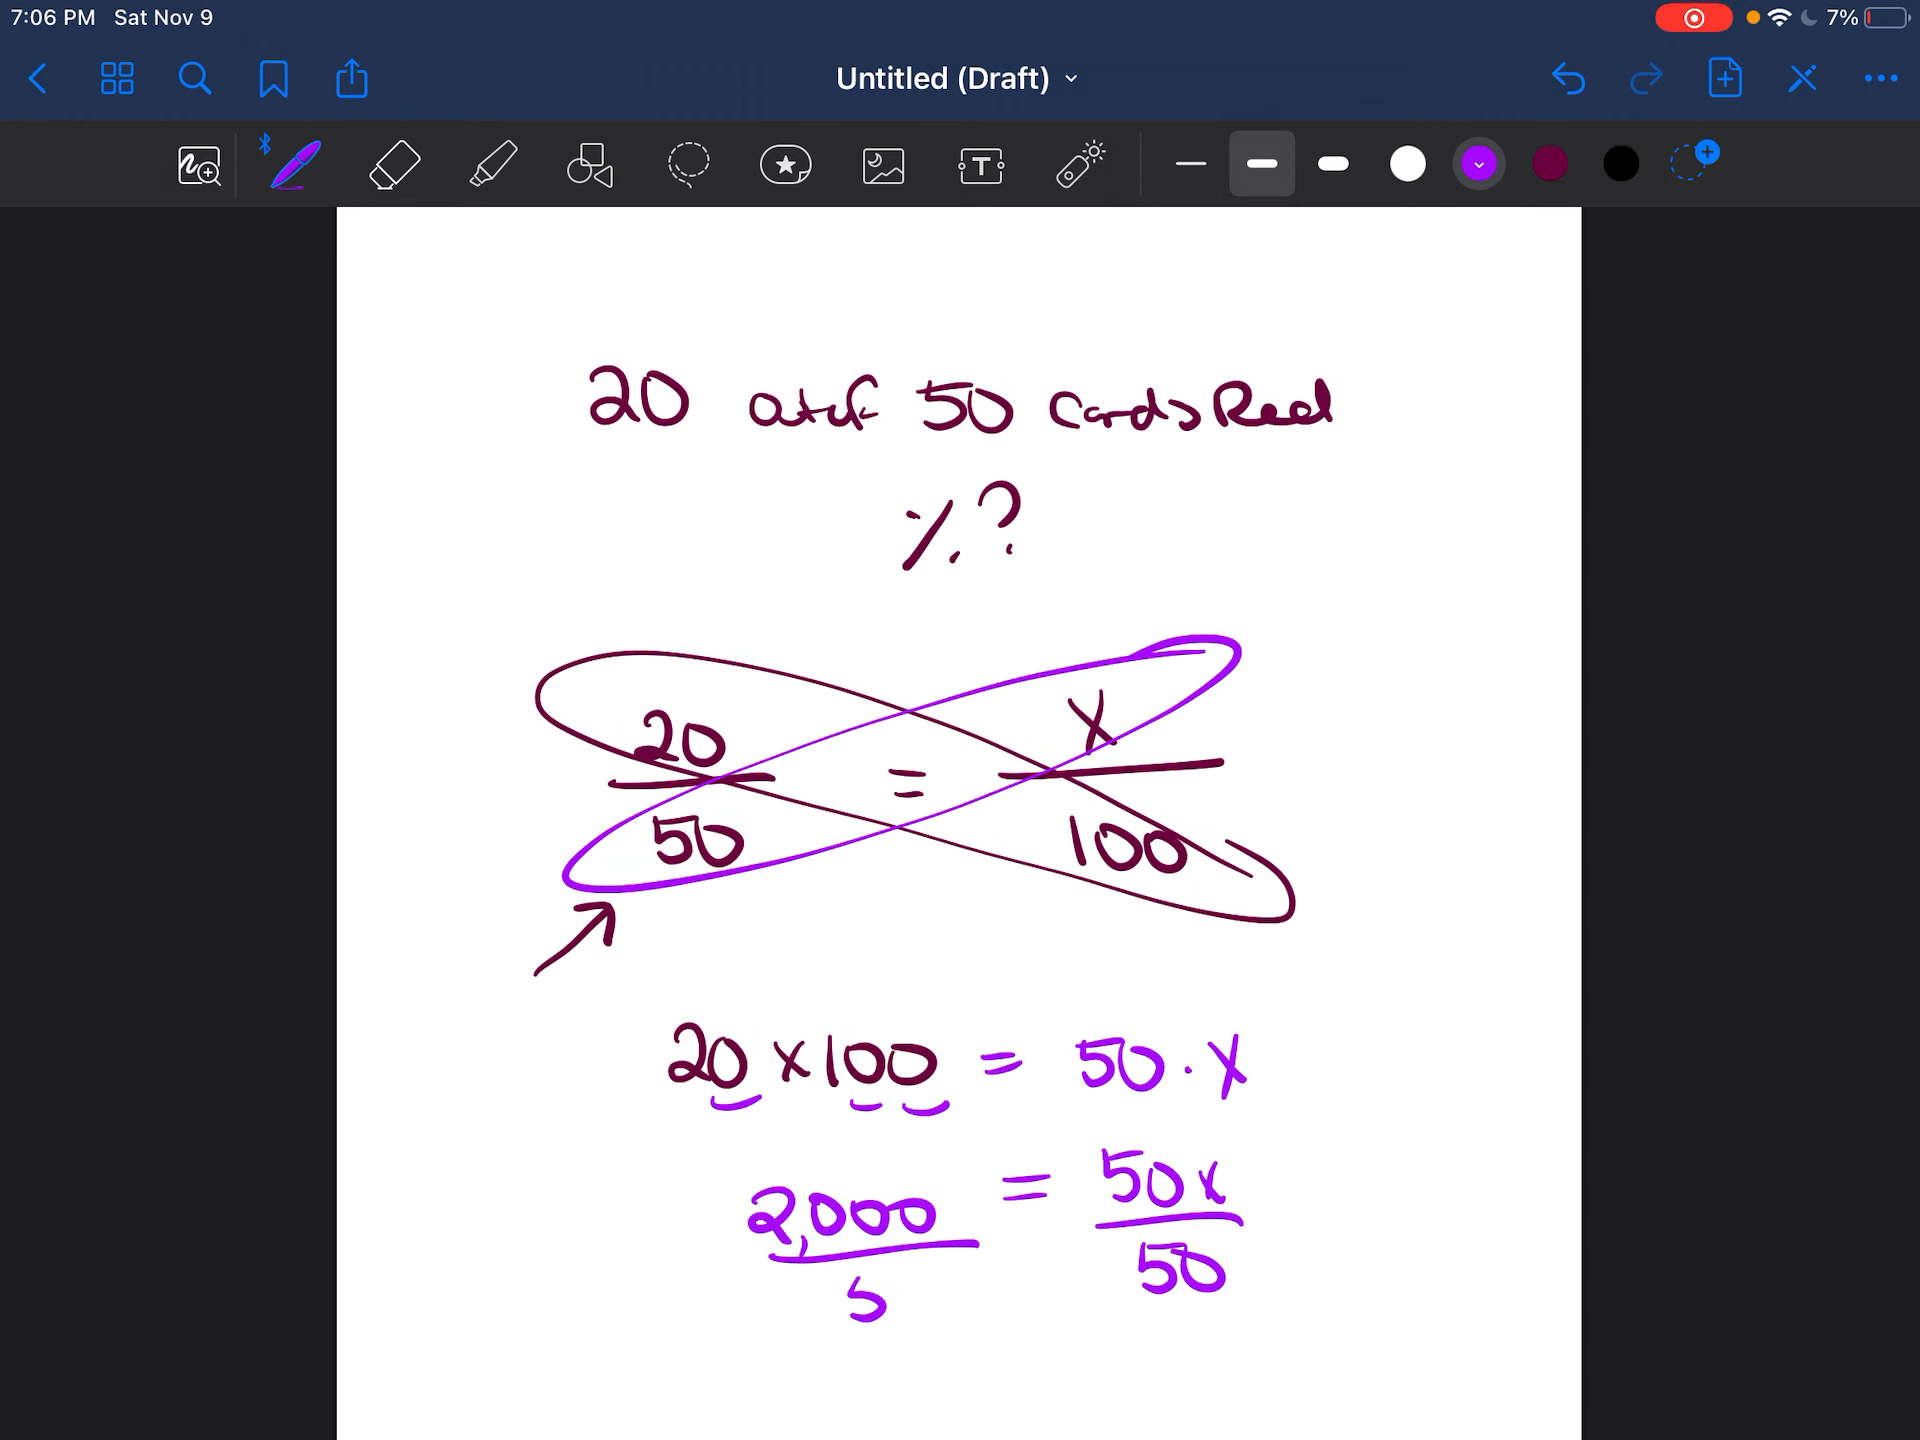 7:06 PM Sat Nov 9
7%
Untitled (Draft)
T
20 out of 50 cards Red
%?
20 = X
50 100
20 x 100 = 50 · X
2,000 = 50x
5 50